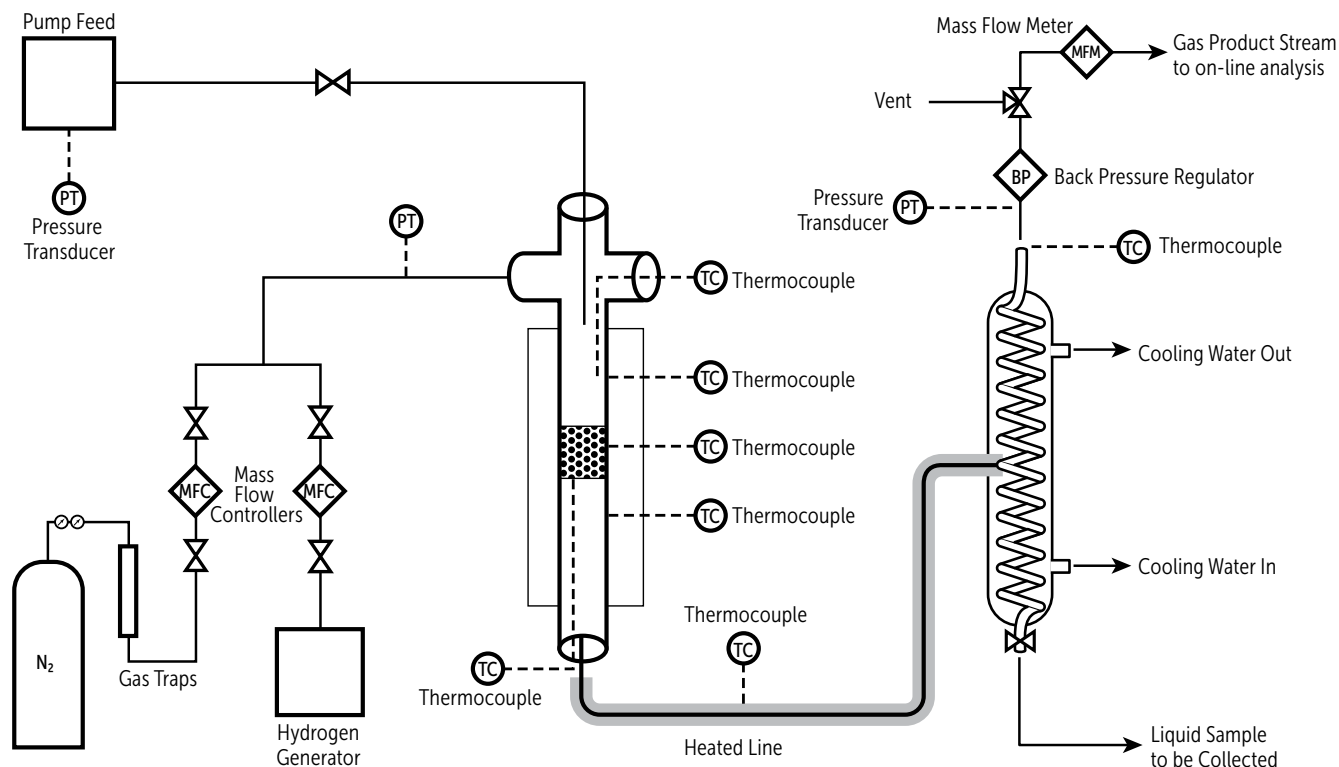 Pump Feed
PT
Pressure
Transducer
PT
Mass Flow Meter
MFM
Gas Product Stream
to on-line analysis
Vent
BP
Back Pressure Regulator
Pressure
Transducer
PT
TC
Thermocouple
TC
Thermocouple
TC
Thermocouple
TC
Thermocouple
TC
Thermocouple
Cooling Water Out
Cooling Water In
MFC
Mass
Flow
Controllers
MFC
N2
Gas Traps
Hydrogen
Generator
TC
Thermocouple
Thermocouple
TC
Heated Line
Liquid Sample
to be Collected